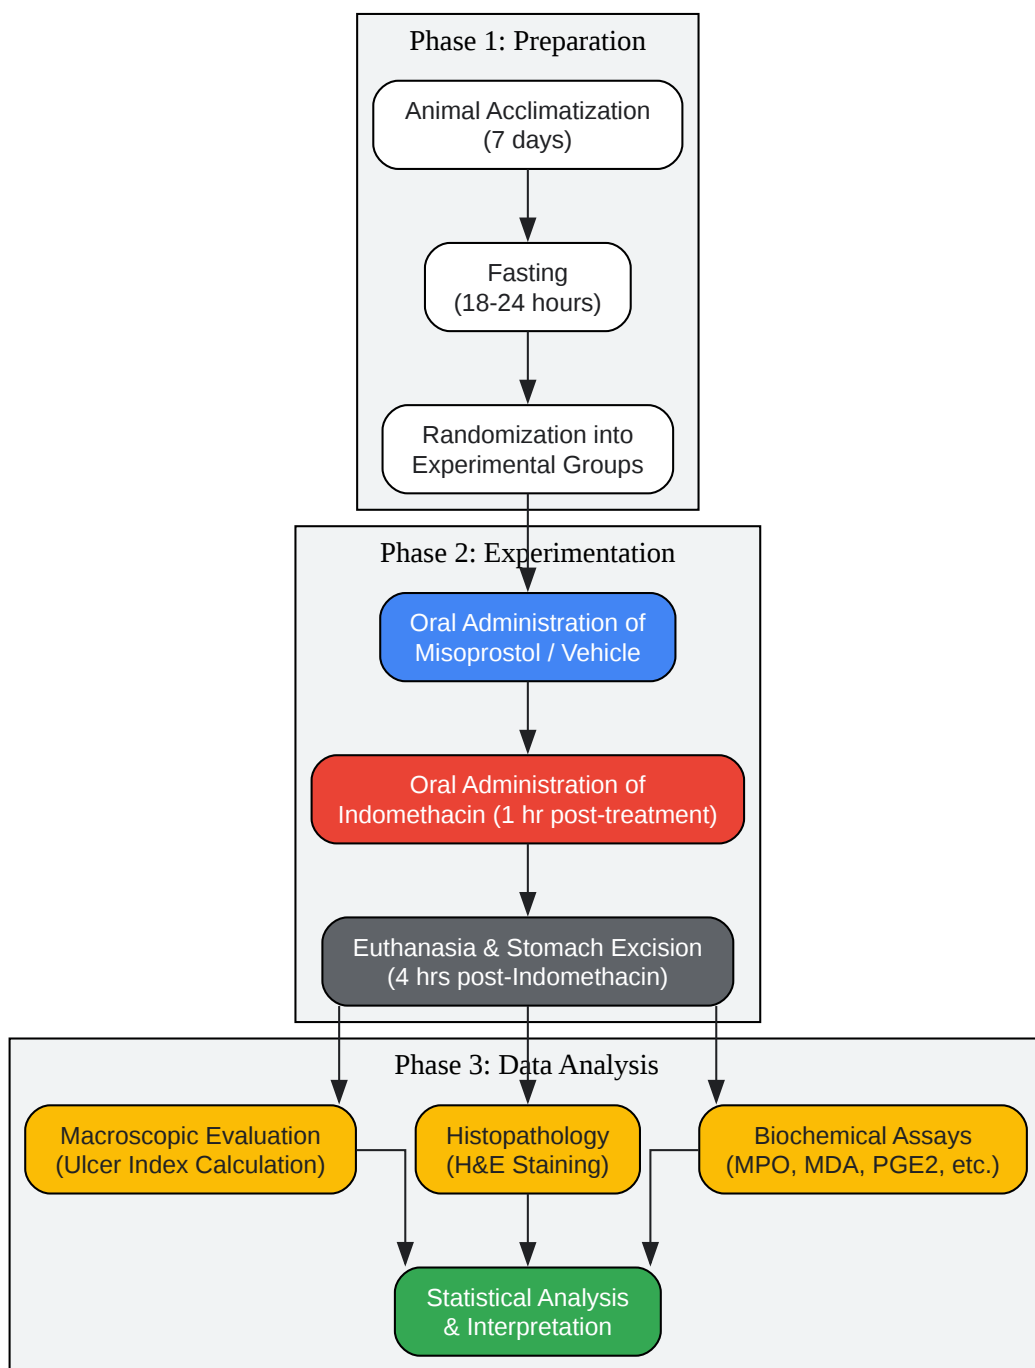 Phase 1: Preparation
Animal Acclimatization
(7 days)
Fasting
(18-24 hours)
Randomization into
Experimental Groups
Phase 2: Experimentation
Oral Administration of
Misoprostol / Vehicle
Oral Administration of
Indomethacin (1 hr post-treatment)
Euthanasia & Stomach Excision
(4 hrs post-Indomethacin)
Phase 3: Data Analysis
Macroscopic Evaluation
(Ulcer Index Calculation)
Histopathology
(H&E Staining)
Biochemical Assays
(MPO, MDA, PGE2, etc.)
Statistical Analysis
& Interpretation